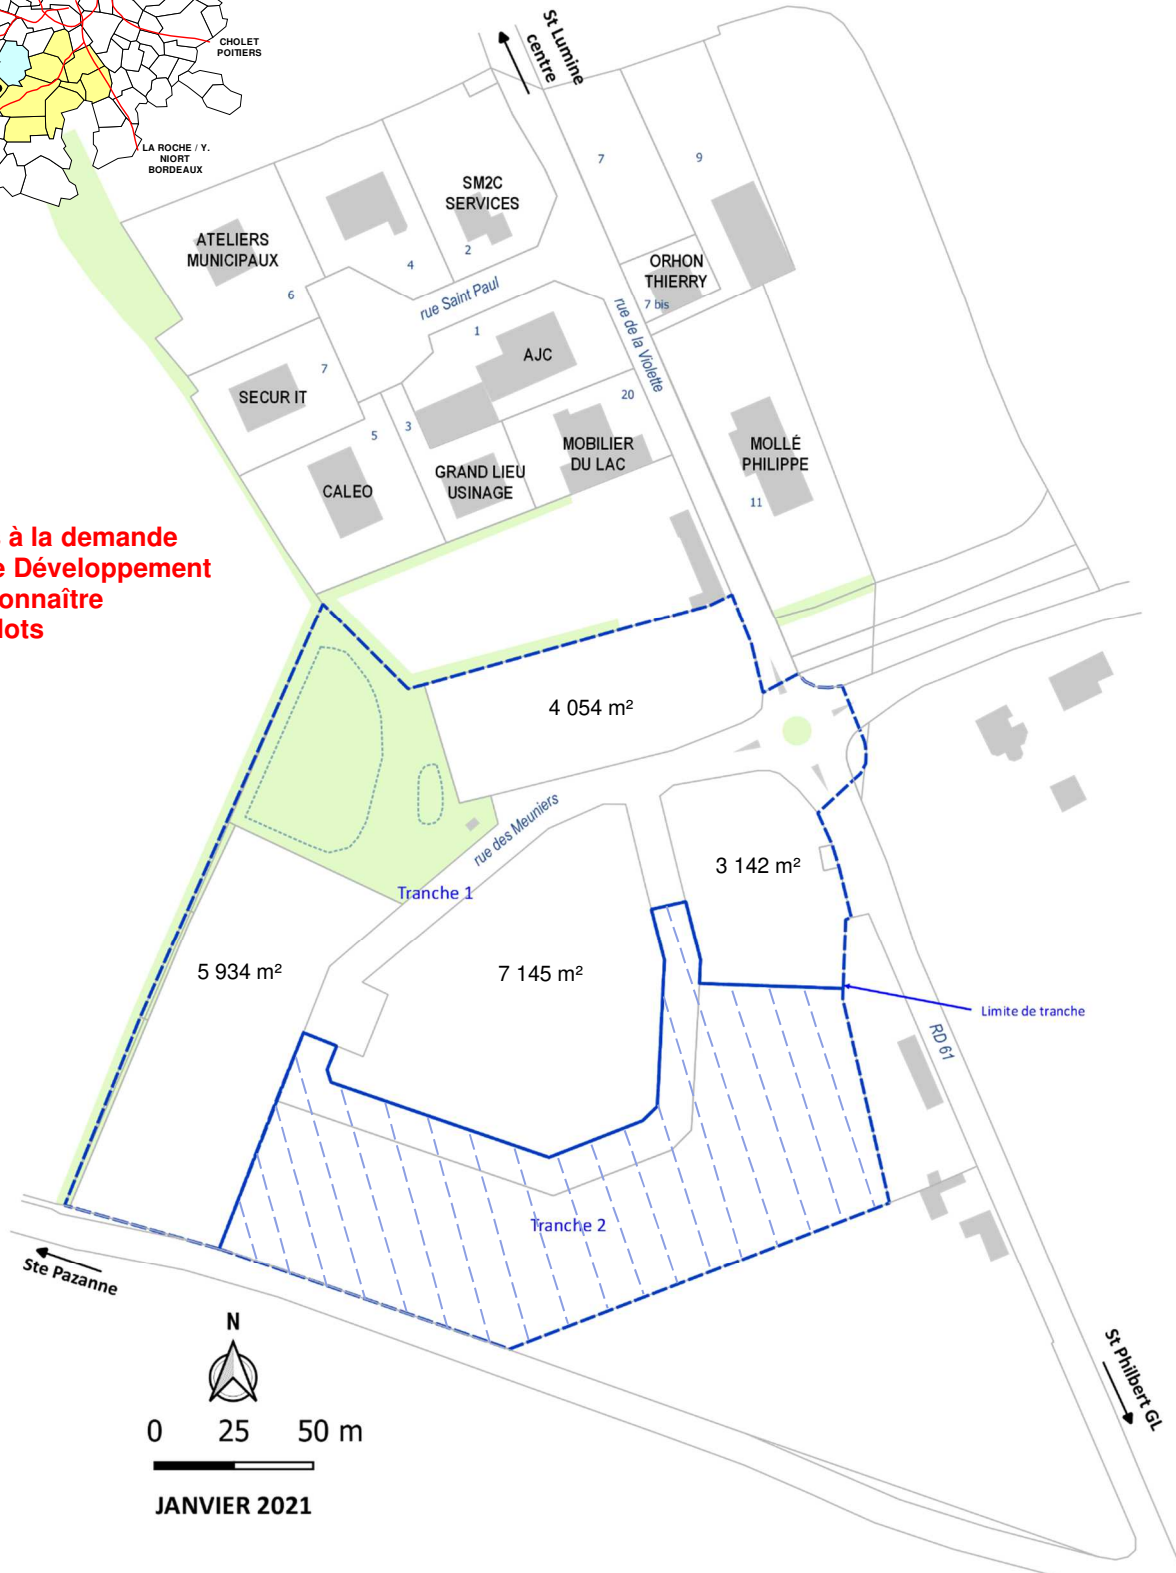 CHOLET
POITIERS
LA ROCHE / Y.
NIORT
BORDEAUX
St Lumine
centre
7
9
SM2C
SERVICES
2
ATELIERS
MUNICIPAUX
4
6
ORHON
THIERRY
7 bis
rue Saint Paul
rue de la Violette
1
AJC
7
SECUR IT
20
3
5
MOBILIER
DU LAC
MOLLÉ
PHILIPPE
GRAND LIEU
USINAGE
CALEO
11
à la demande
e Développement
onnaître
lots
4 054 m²
rue des Meuniers
3 142 m²
Tranche 1
5 934 m²
7 145 m²
Limite de tranche
RD 61
Tranche 2
Ste Pazanne
N
0 25 50 m
JANVIER 2021
St Philbert GL